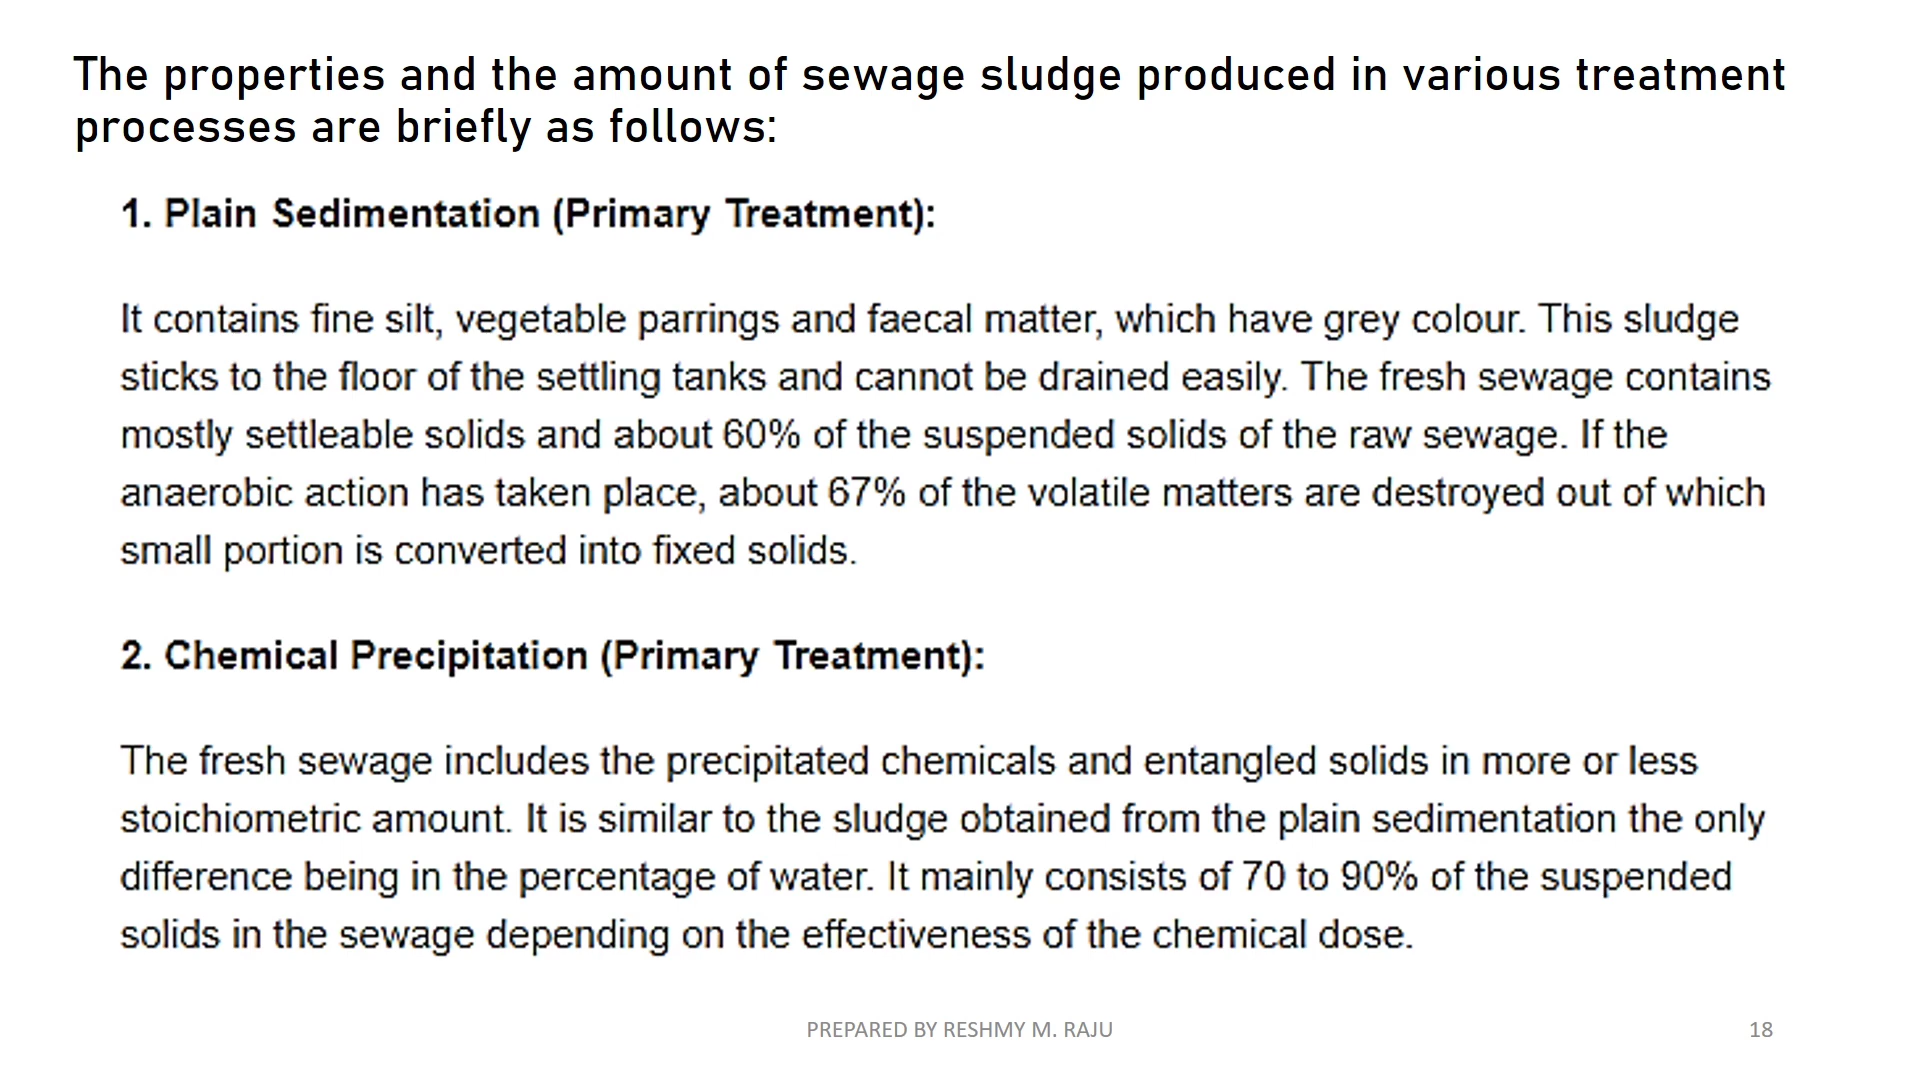 The properties and the amount of sewage sludge produced in various treatment
processes are briefly as follows:
1. Plain Sedimentation (Primary Treatment):
It contains fine silt, vegetable parrings and faecal matter, which have grey colour. This sludge
sticks to the floor of the settling tanks and cannot be drained easily. The fresh sewage contains
mostly settleable solids and about 60% of the suspended solids of the raw sewage. If the
anaerobic action has taken place, about 67% of the volatile matters are destroyed out of which
small portion is converted into fixed solids.
2. Chemical Precipitation (Primary Treatment):
The fresh sewage includes the precipitated chemicals and entangled solids in more or less
stoichiometric amount. It is similar to the sludge obtained from the plain sedimentation the only
difference being in the percentage of water. It mainly consists of 70 to 90% of the suspended
solids in the sewage depending on the effectiveness of the chemical dose.
PREPARED BY RESHMY M. RAJU
18